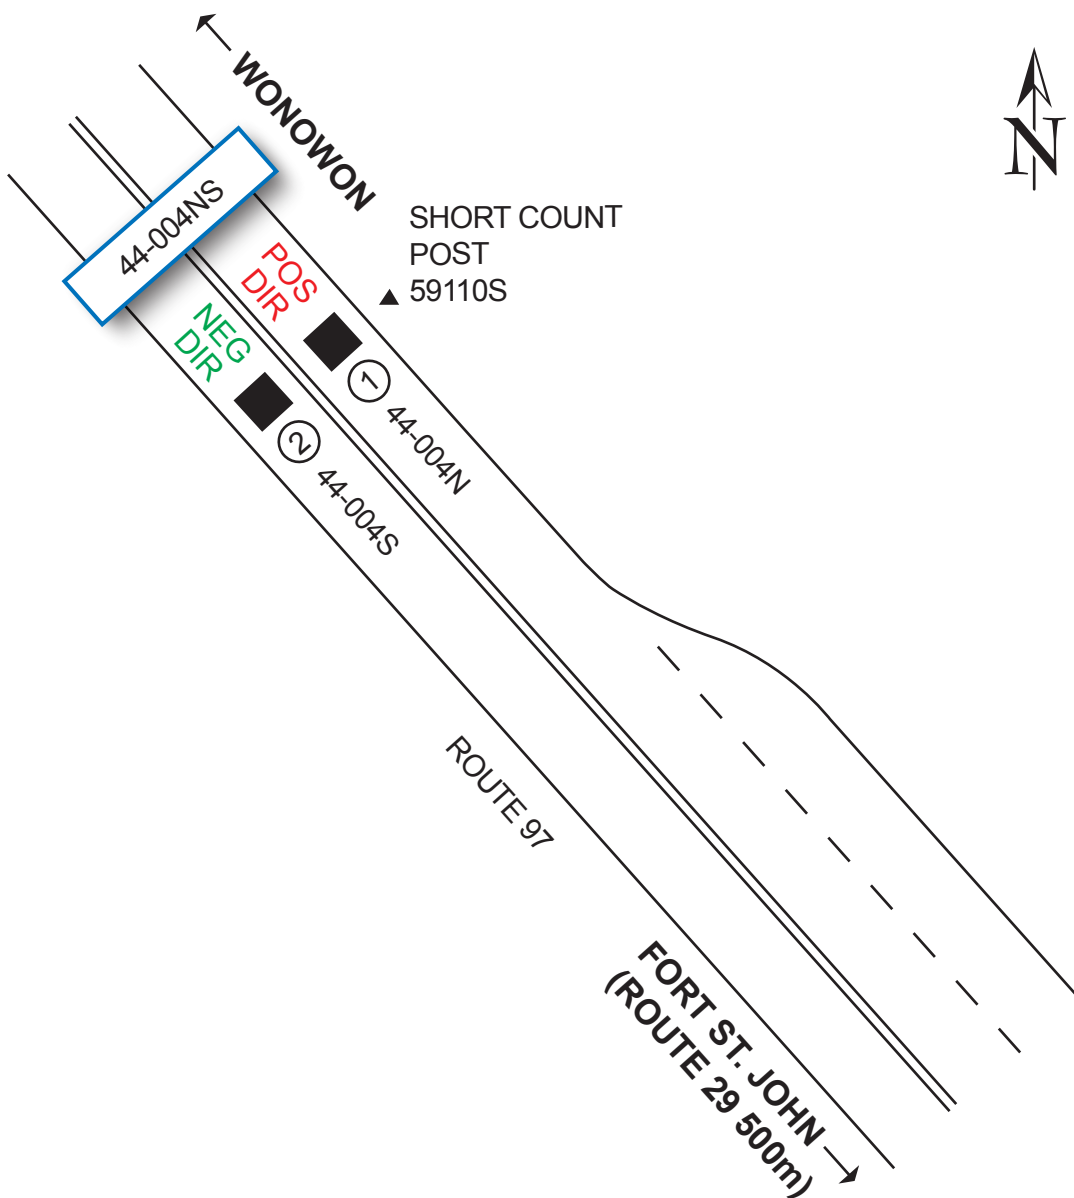 WONOWON
N
44-004NS
SHORT COUNT
POST
59110S
POS
DIR
1
44-004N
NEG
DIR
2
44-004S
ROUTE 97
FORT ST. JOHN
(ROUTE 29 500m)